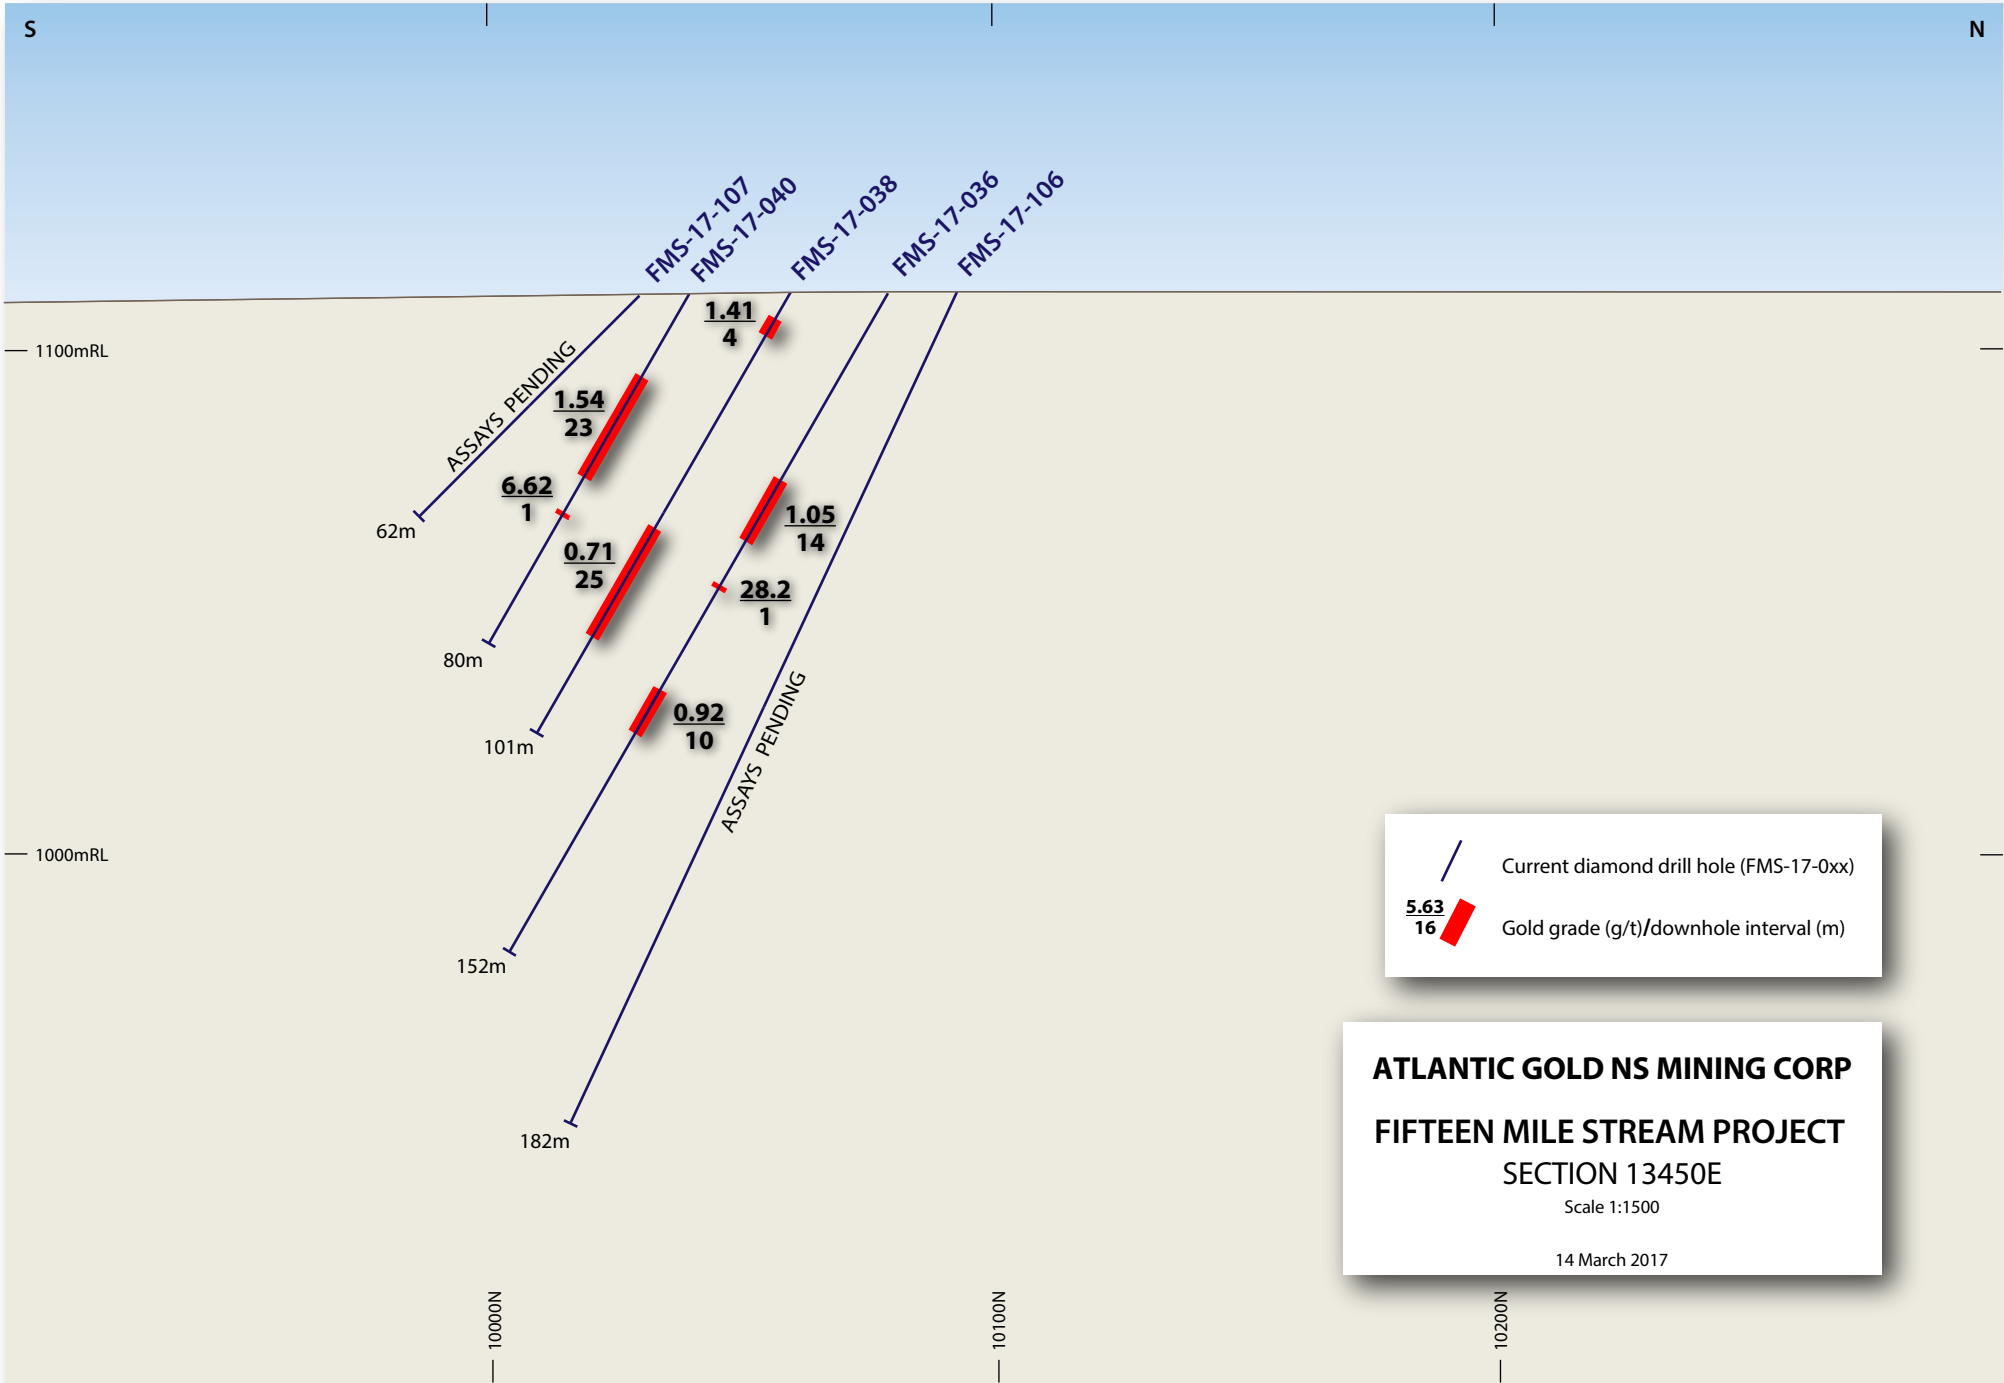 S
N
FMS-17-107
FMS-17-040
FMS-17-038
FMS-17-036
FMS-17-106
1100mRL
1000mRL
ASSAYS PENDING
62m
1.54
23
6.62
1
80m
1.41
4
0.71
25
101m
1.05
14
28.2
1
0.92
10
152m
ASSAYS PENDING
182m
Current diamond drill hole (FMS-17-0xx)
5.63
16
Gold grade (g/t)/downhole interval (m)
ATLANTIC GOLD NS MINING CORP
FIFTEEN MILE STREAM PROJECT
SECTION 13450E
Scale 1:1500
14 March 2017
10000N
10100N
10200N